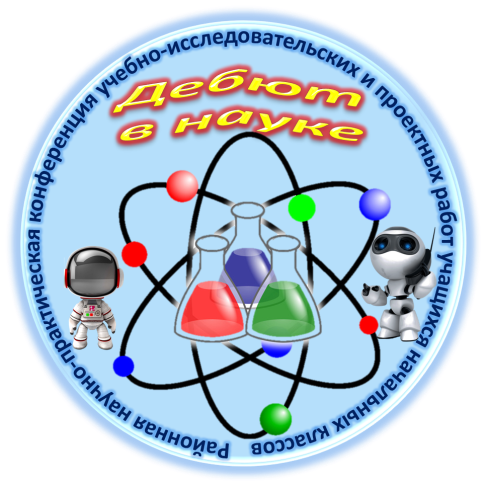 Районная научно-практическая конференция учебно-исследовательских и проектных работ учащихся начальных классов
Дебют
в науке